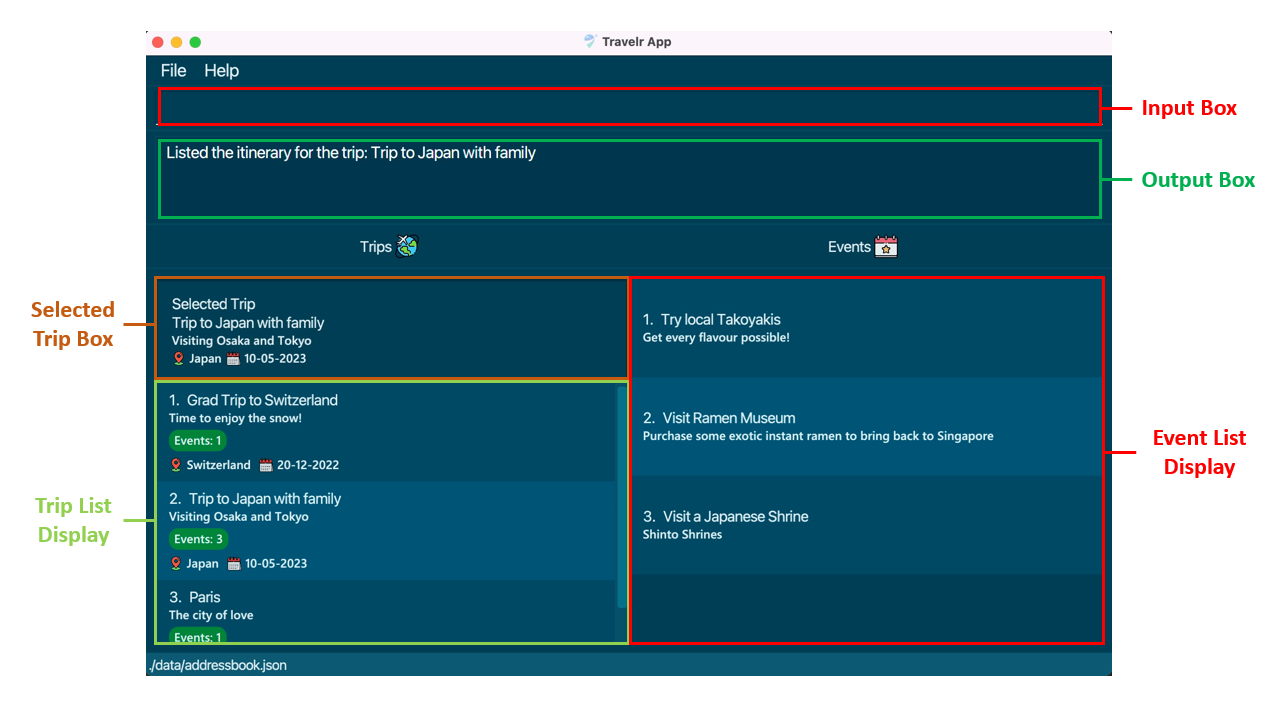 Travelr App
File Help
Input Box
Listed the itinerary for the trip: Trip to Japan with family
Output Box
Trips
Events
Selected
Trip Box
Selected Trip
Trip to Japan with family
Visiting Osaka and Tokyo
Japan 10-05-2023
1. Try local Takoyakis
Get every flavour possible!
Trip List
Display
1. Grad Trip to Switzerland
Time to enjoy the snow!
Events: 1
Switzerland 20-12-2022
2. Trip to Japan with family
Visiting Osaka and Tokyo
Events: 3
Japan 10-05-2023
3. Paris
The city of love
Events: 1
2. Visit Ramen Museum
Purchase some exotic instant ramen to bring back to Singapore
3. Visit a Japanese Shrine
Shinto Shrines
Event List
Display
./data/addressbook.json